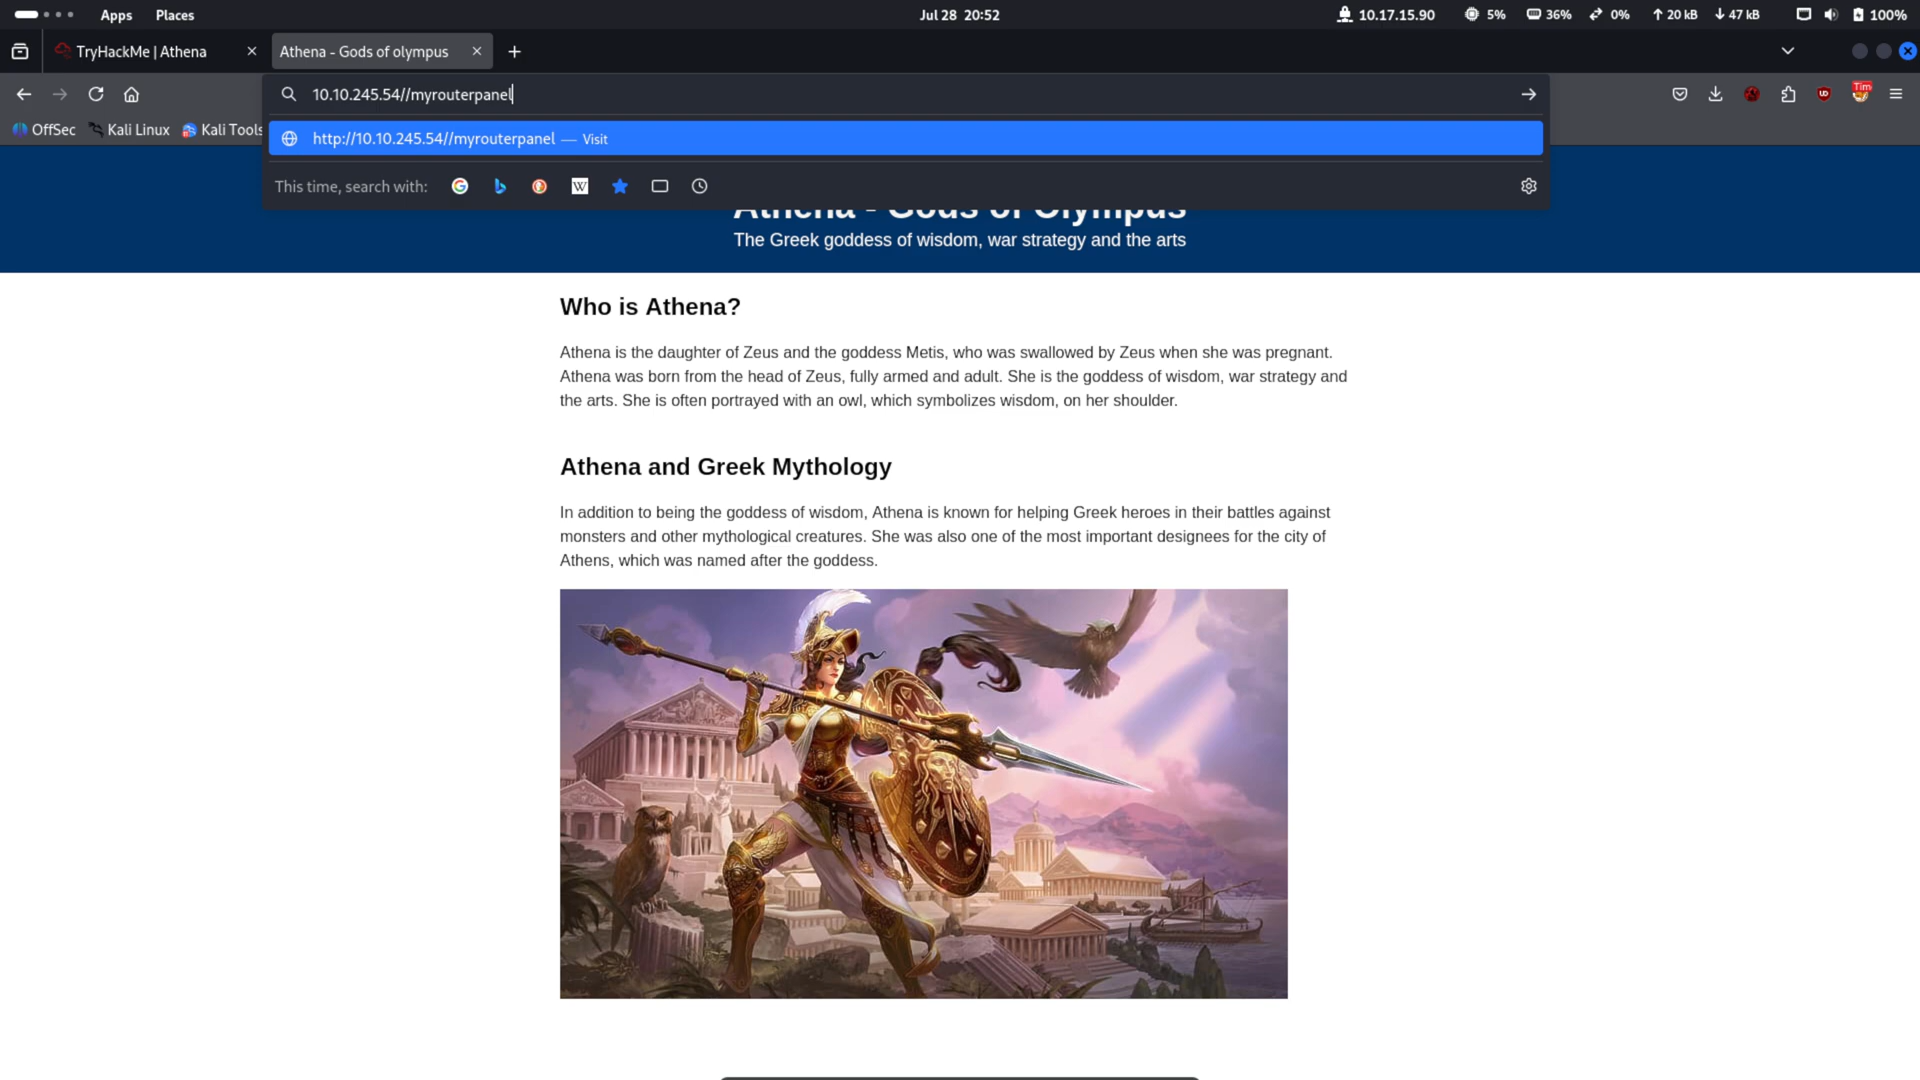 Apps Places Jul 28 20:52 10.17.15.90 5% 36% 0% 20 kB 47 kB 100%
TryHackMe | Athena Athena - Gods of olympus
10.10.245.54//myrouterpanel Tim
http://10.10.245.54//myrouterpanel — Visit
OffSec Kali Linux Kali Tools
This time, search with: G W
Athena - Gods of Olympus
The Greek goddess of wisdom, war strategy and the arts
Who is Athena?
Athena is the daughter of Zeus and the goddess Metis, who was swallowed by Zeus when she was pregnant.
Athena was born from the head of Zeus, fully armed and adult. She is the goddess of wisdom, war strategy and
the arts. She is often portrayed with an owl, which symbolizes wisdom, on her shoulder.
Athena and Greek Mythology
In addition to being the goddess of wisdom, Athena is known for helping Greek heroes in their battles against
monsters and other mythological creatures. She was also one of the most important designees for the city of
Athens, which was named after the goddess.